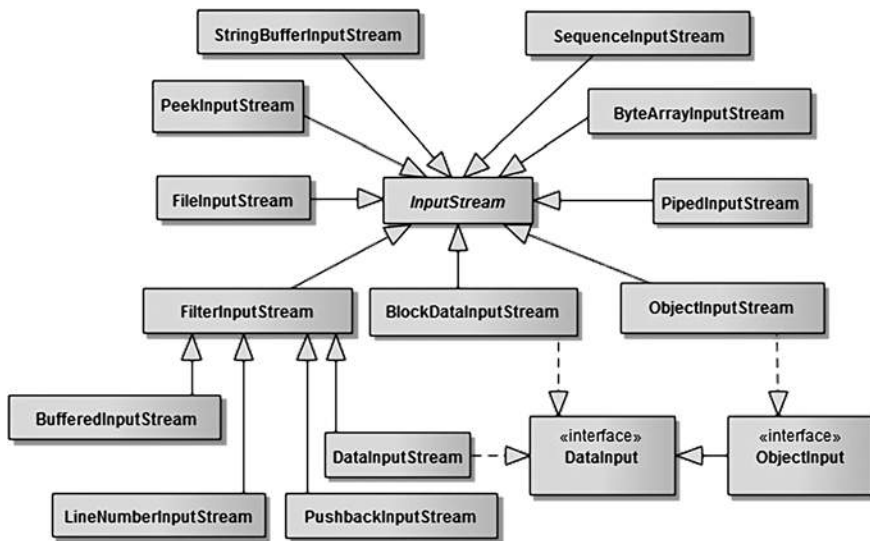 StringBufferInputStream
SequenceInputStream
PeekInputStream
ByteArrayInputStream
FileInputStream
InputStream
PipedInputStream
FilterInputStream
BlockDataInputStream
ObjectInputStream
BufferedInputStream
DataInputStream
«interface»
DataInput
«interface»
ObjectInput
LineNumberInputStream
PushbackInputStream